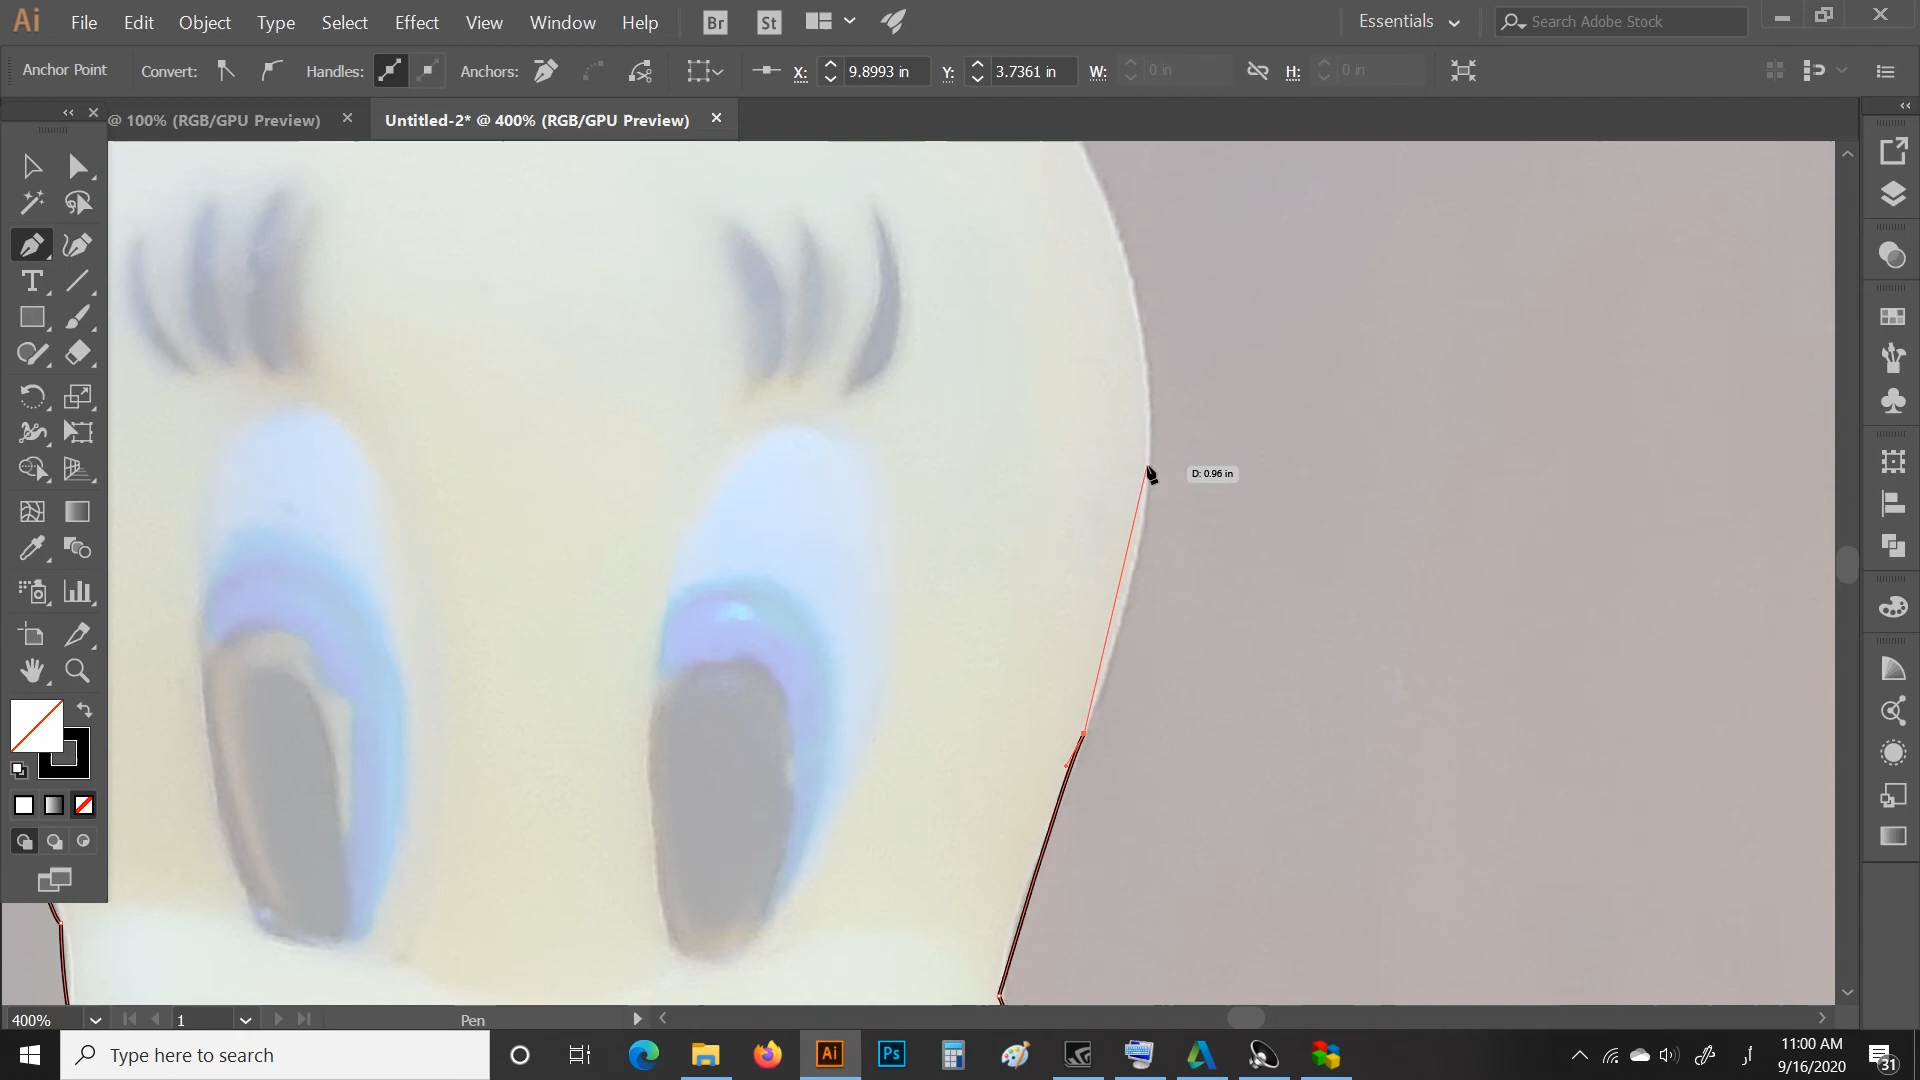 Ai File Edit Object Type Select Effect View Window Help Br St Essentials Search Adobe Stock
Anchor Point Convert: Handles: Anchors: X: 9.8993 in Y: 3.7361 in W: 0 in H: 0 in
@ 100% (RGB/GPU Preview) Untitled-2* @ 400% (RGB/GPU Preview)
D: 0.96 in
400% 1 Pen
Type here to search
Ai Ps
11:00 AM
9/16/2020
31